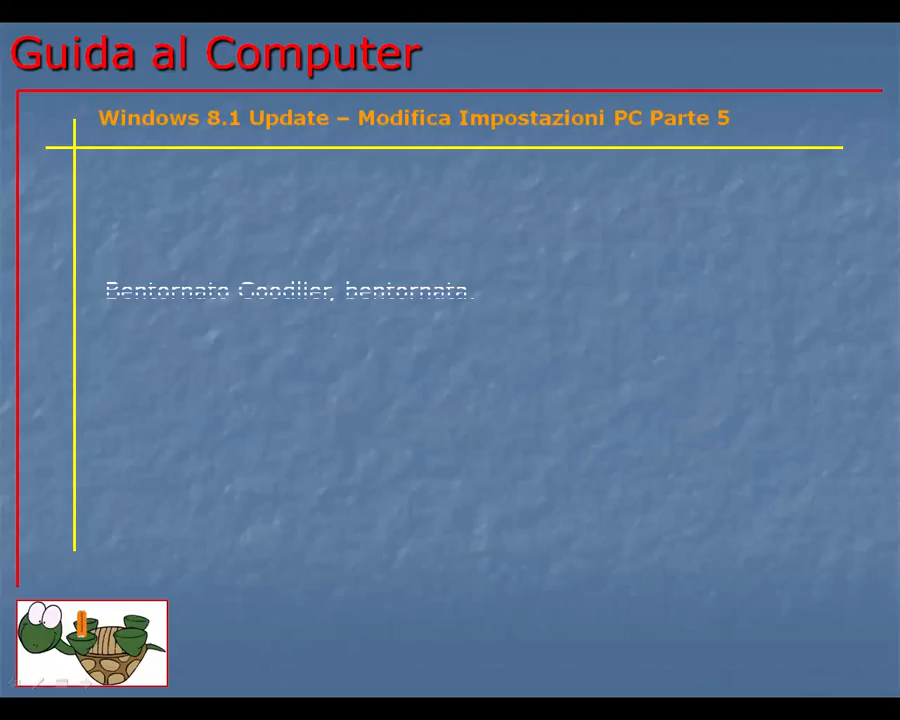 Guida al Computer
Windows 8.1 Update – Modifica Impostazioni PC Parte 5
Bentornato Goodlier, bentornata.